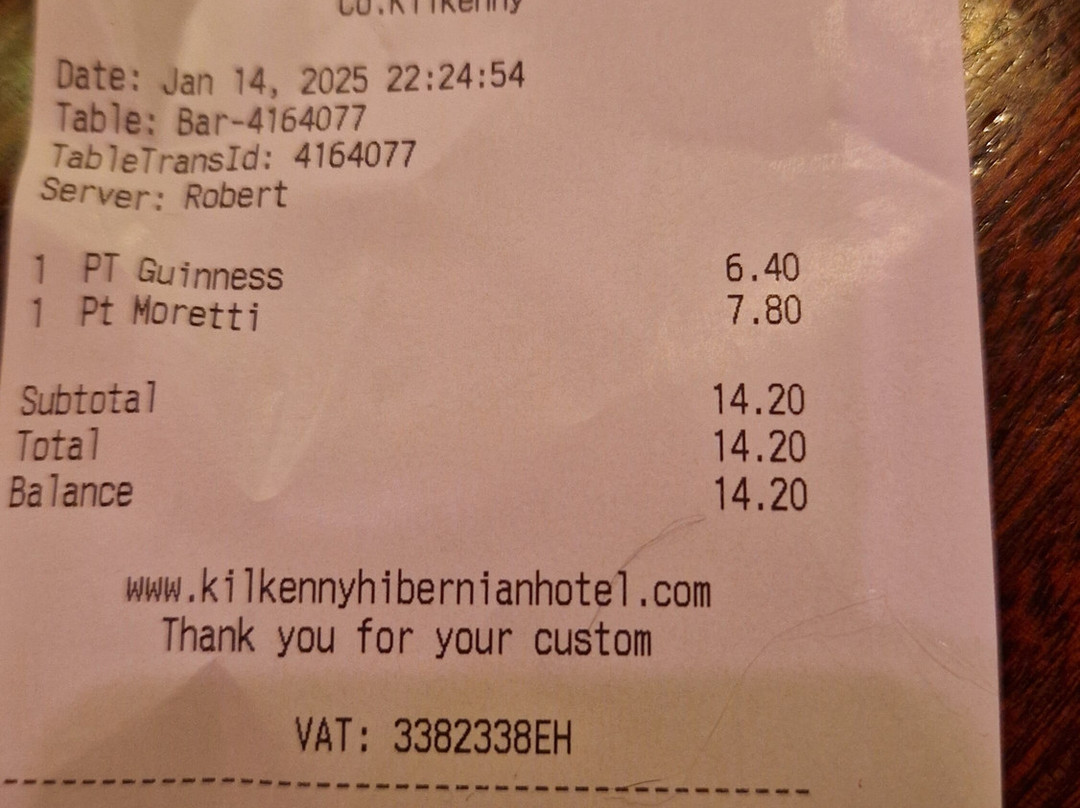 Co.Kilkenny
Date: Jan 14, 2025 22:24:54
Table: Bar-4164077
TableTransId: 4164077
Server: Robert
1 PT Guinness 6.40
1 Pt Moretti 7.80
Subtotal 14.20
Total 14.20
Balance 14.20
www.kilkennyhibernianhotel.com
Thank you for your custom
VAT: 3382338EH